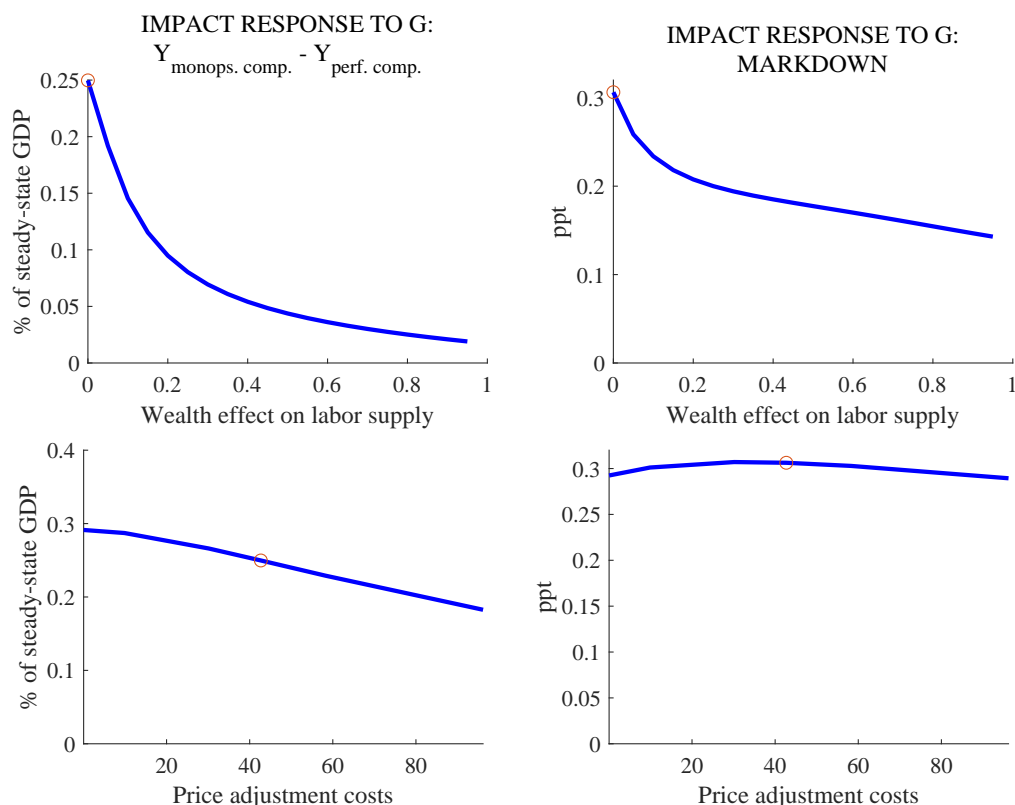 IMPACT RESPONSE TO G:
Y monops. comp. - Y perf. comp.
0.25
0.2
0.15
0.1
0.05
0
% of steady-state GDP
0 0.2 0.4 0.6 0.8 1
Wealth effect on labor supply
IMPACT RESPONSE TO G:
MARKDOWN
0.3
0.2
0.1
0
ppt
0 0.2 0.4 0.6 0.8 1
Wealth effect on labor supply
0.4
0.3
0.2
0.1
0
% of steady-state GDP
20 40 60 80
Price adjustment costs
0.3
0.25
0.2
0.15
0.1
0.05
0
ppt
20 40 60 80
Price adjustment costs